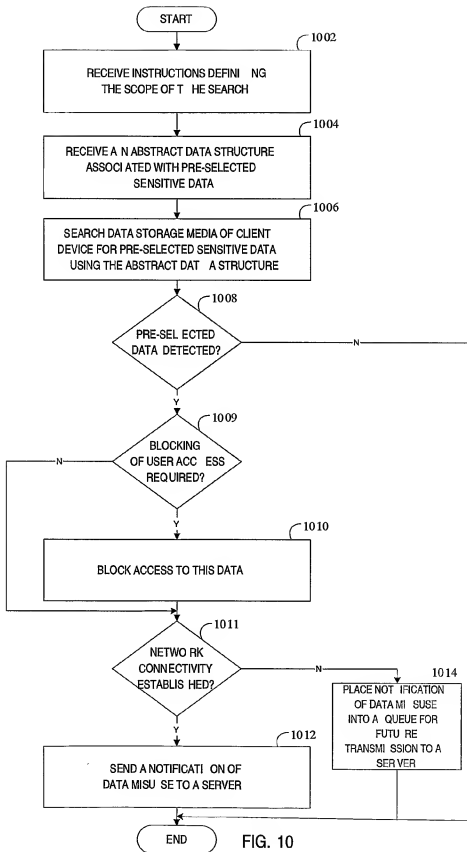 START
1002
RECEIVE INSTRUCTIONS DEFINI NG
THE SCOPE OF T HE SEARCH
1004
RECEIVE A N ABSTRACT DATA STRUCTURE
ASSOCIATED WITH PRE-SELECTED
SENSITIVE DATA
1006
SEARCH DATA STORAGE MEDIA OF CLIENT
DEVICE FOR PRE-SELECTED SENSITIVE DATA
USING THE ABSTRACT DAT A STRUCTURE
1008
PRE-SEL ECTED
DATA DETECTED?
N
Y
1009
BLOCKING
OF USER ACC ESS
REQUIRED?
N
Y
1010
BLOCK ACCESS TO THIS DATA
1011
NETWO RK
CONNECTIVITY
ESTABLIS HED?
N
Y
1014
PLACE NOT IFICATION
OF DATA MI SUSE
INTO A QUEUE FOR
FUTU RE
TRANSMI SSION TO A
SERVER
1012
SEND A NOTIFICATI ON OF
DATA MISU SE TO A SERVER
END
FIG. 10